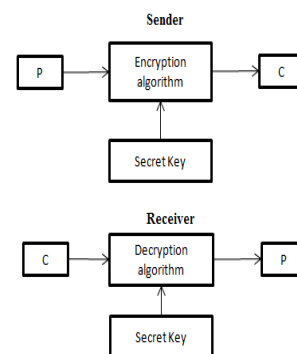 Sender
P
Encryption
algorithm
C
Secret Key
Receiver
C
Decryption
algorithm
P
Secret Key